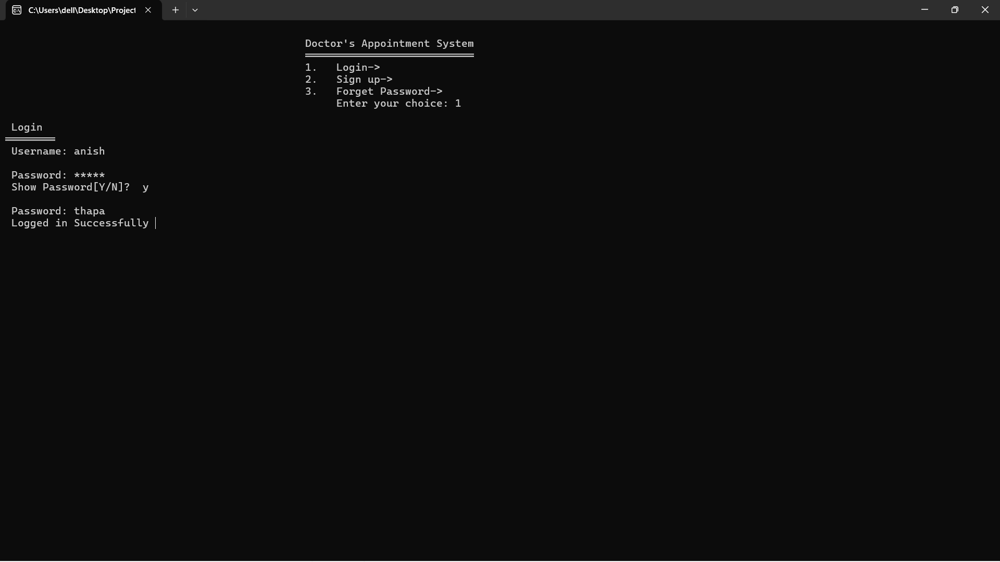 C:\Users\dell\Desktop\Project
Doctor's Appointment System
1. Login->
2. Sign up->
3. Forget Password->
Enter your choice: 1
Login
Username: anish
Password: *****
Show Password[Y/N]? y
Password: thapa
Logged in Successfully